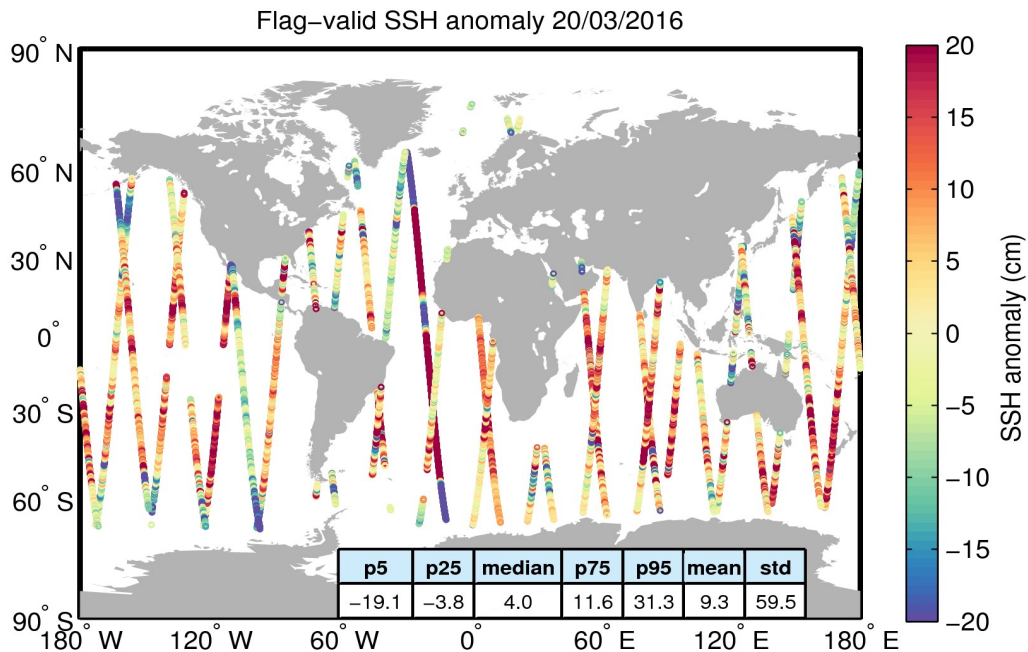 Flag−valid SSH anomaly 20/03/2016
90° N
60° N
30° N
0°
30° S
60° S
90° S
180° W
120° W
60° W
0°
60° E
120° E
180° E
p5 p25 median p75 p95 mean std
−19.1 −3.8 4.0 11.6 31.3 9.3 59.5
20
15
10
5
0
−5
−10
−15
−20
SSH anomaly (cm)